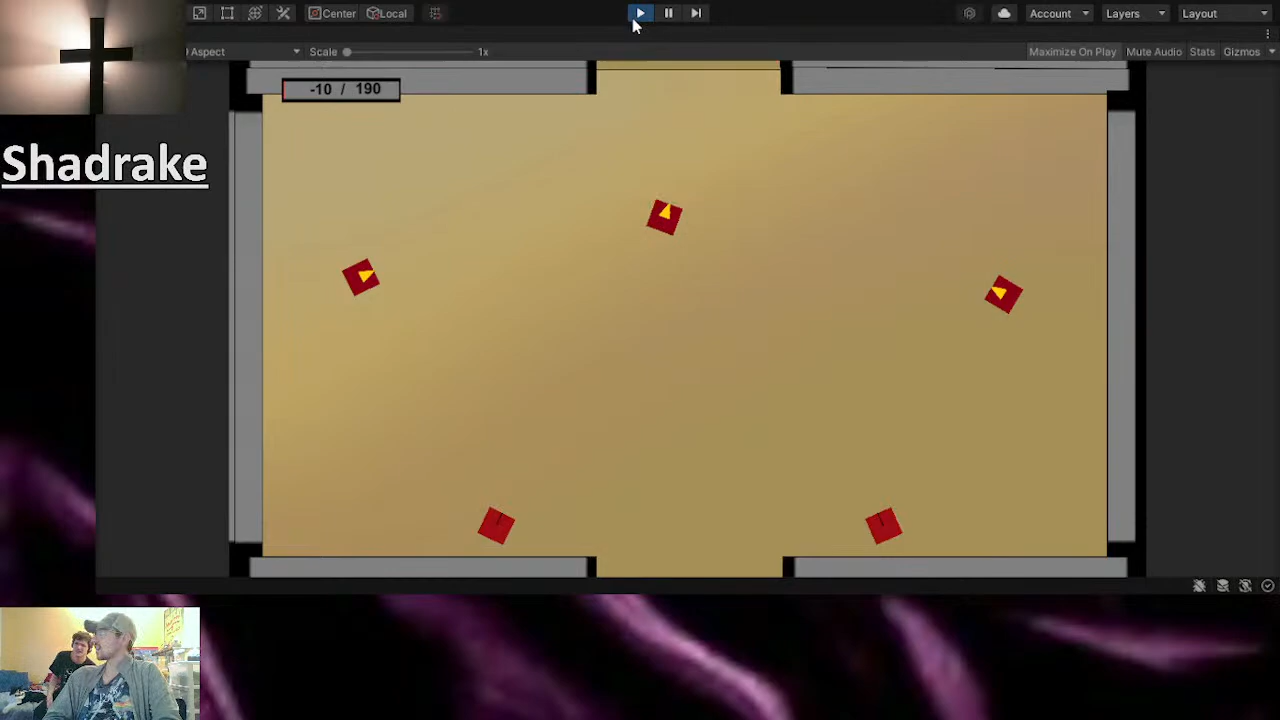 Center Local Account Layers Layout
Aspect Scale 1x Maximize On Play Mute Audio Stats Gizmos
-10 / 190
Shadrake